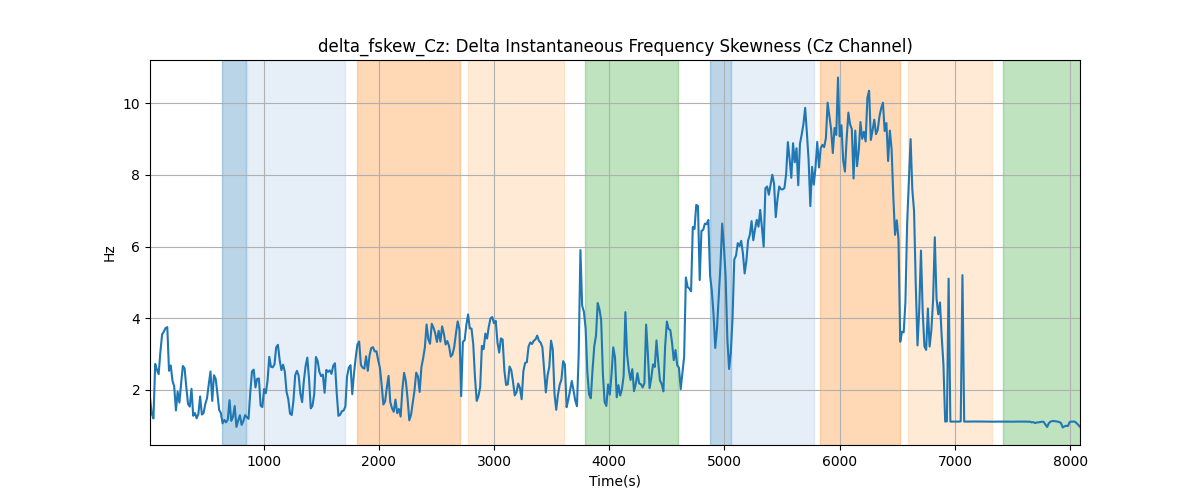 delta_fskew_Cz: Delta Instantaneous Frequency Skewness (Cz Channel)
10
8
6
4
2
Hz
1000 2000 3000 4000 5000 6000 7000 8000
Time(s)